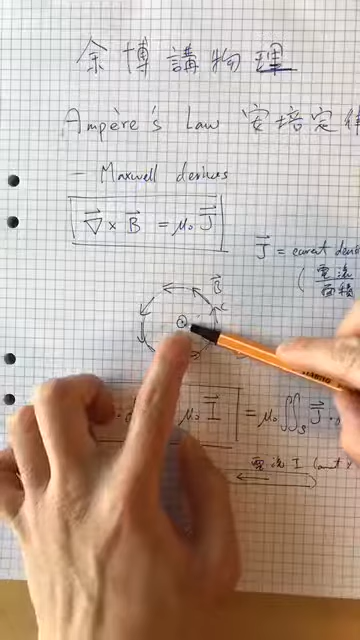 余博講物理
Ampère's Law 安培定律
- Maxwell derives
∇⃗ × B⃗ = μ₀ J⃗
J⃗ = current
(電流
面積
B⃗
μ₀ I⃗ = μ₀ ∬ₛ J⃗ ·
電流 I